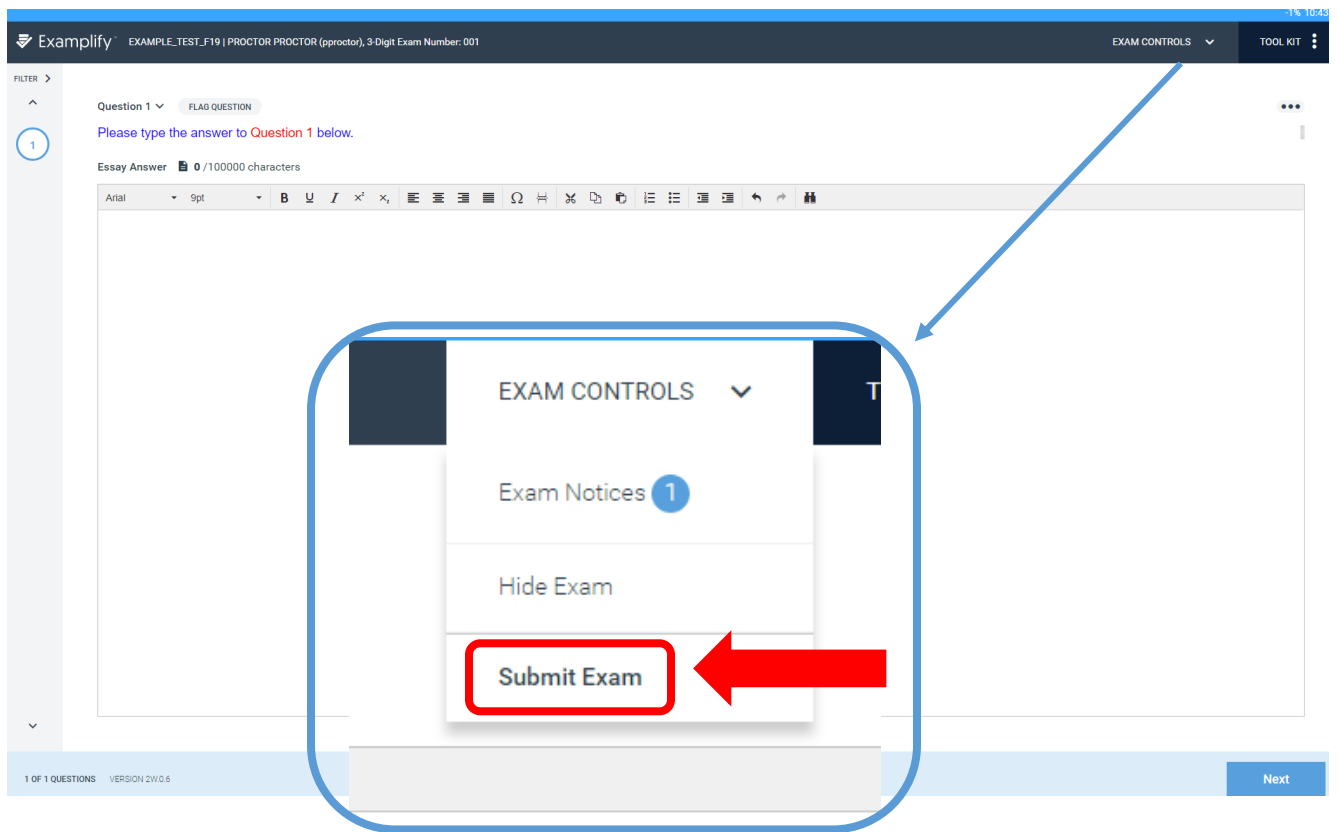 -1% 10:43
Examplify
EXAMPLE_TEST_F19 | PROCTOR PROCTOR (pproctor), 3-Digit Exam Number: 001
EXAM CONTROLS
TOOL KIT
FILTER
Question 1
FLAG QUESTION
1
Please type the answer to Question 1 below.
Essay Answer 0 /100000 characters
Arial 9pt B U I x² x₂ Ω
EXAM CONTROLS T
Exam Notices 1
Hide Exam
Submit Exam
1 OF 1 QUESTIONS VERSION 2W.0.6
Next